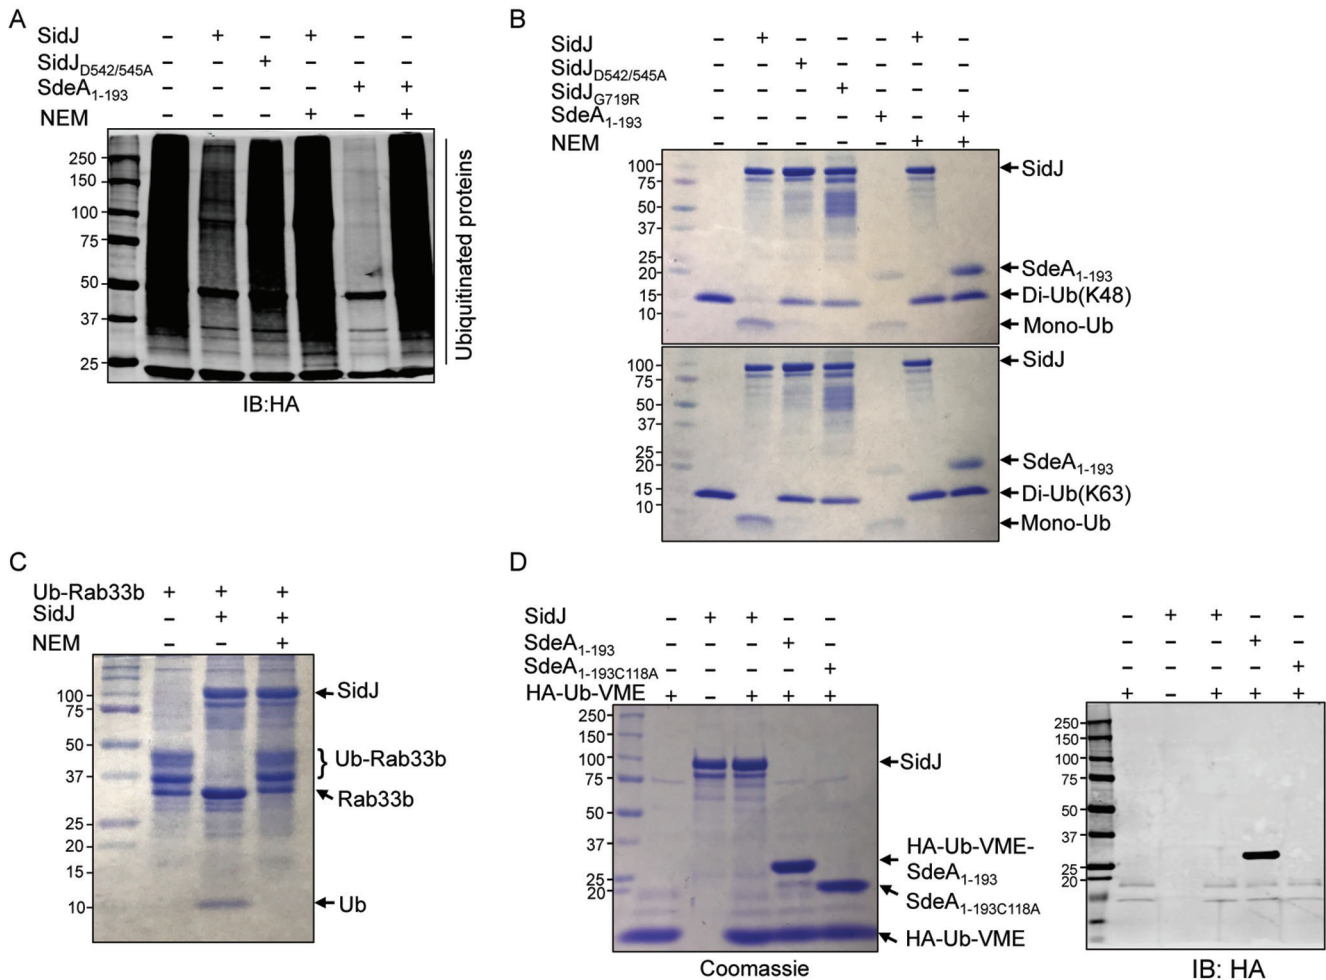 A
SidJ – + – + – –
SidJD542/545A – – + – – –
SdeA1-193 – – – – + +
NEM – – – + – +
250
150
100
75
50
37
25
Ubiquitinated proteins
IB:HA
B
SidJ – + – – – + –
SidJD542/545A – – + – – – –
SidJG719R – – – + – – –
SdeA1-193 – – – – + – +
NEM – – – – – + +
100
75
50
37
25
20
15
10
SidJ
SdeA1-193
Di-Ub(K48)
Mono-Ub
100
75
50
37
25
20
15
10
SidJ
SdeA1-193
Di-Ub(K63)
Mono-Ub
C
Ub-Rab33b + + +
SidJ – + +
NEM – – +
100
75
50
37
25
20
15
10
SidJ
} Ub-Rab33b
Rab33b
Ub
D
SidJ – + + – –
SdeA1-193 – – – + –
SdeA1-193C118A – – – – +
HA-Ub-VME + – + + +
250
150
100
75
50
37
25
20
SidJ
HA-Ub-VME-
SdeA1-193
SdeA1-193C118A
HA-Ub-VME
Coomassie
– + + – –
– – – + –
– – – – +
+ – + + +
250
150
100
75
50
37
25
20
IB: HA